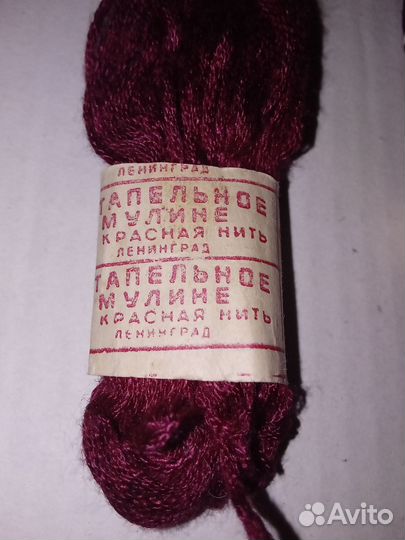 ЛЕНИНГРАД
ТАПЕЛЬНОЕ
МУЛИНЕ
КРАСНАЯ НИТЬ
ЛЕНИНГРАД
ТАПЕЛЬНОЕ
МУЛИНЕ
КРАСНАЯ НИТЬ
ЛЕНИНГРАД
Avito